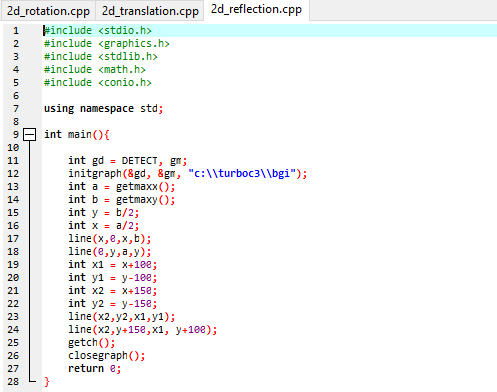 2d_rotation.cpp 2d_translation.cpp 2d_reflection.cpp
1 #include <stdio.h>
2 #include <graphics.h>
3 #include <stdlib.h>
4 #include <math.h>
5 #include <conio.h>
6
7 using namespace std;
8
9 int main(){
10
11 int gd = DETECT, gm;
12 initgraph(&gd, &gm, "c:\\turboc3\\bgi");
13 int a = getmaxx();
14 int b = getmaxy();
15 int y = b/2;
16 int x = a/2;
17 line(x,0,x,b);
18 line(0,y,a,y);
19 int x1 = x+100;
20 int y1 = y-100;
21 int x2 = x+150;
22 int y2 = y-150;
23 line(x2,y2,x1,y1);
24 line(x2,y+150,x1, y+100);
25 getch();
26 closegraph();
27 return 0;
28 }